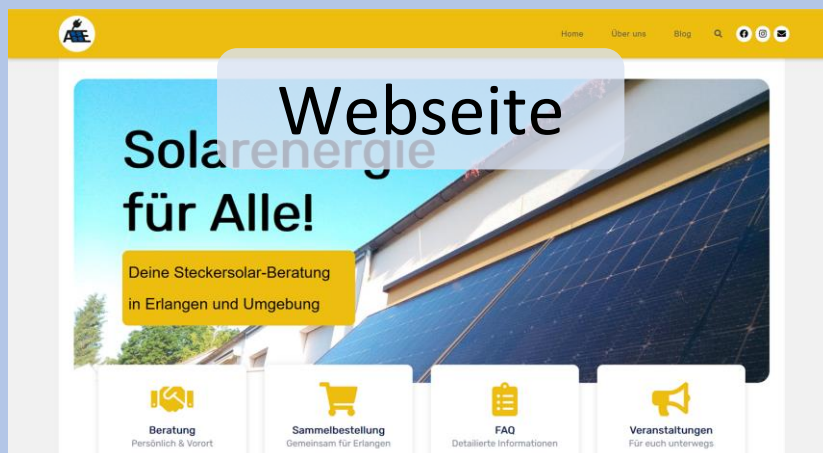 Home Über uns Blog
Webseite
Solarenergie
für Alle!
Deine Steckersolar-Beratung
in Erlangen und Umgebung
Beratung
Persönlich & Vorort
Sammelbestellung
Gemeinsam für Erlangen
FAQ
Detailierte Informationen
Veranstaltungen
Für euch unterwegs